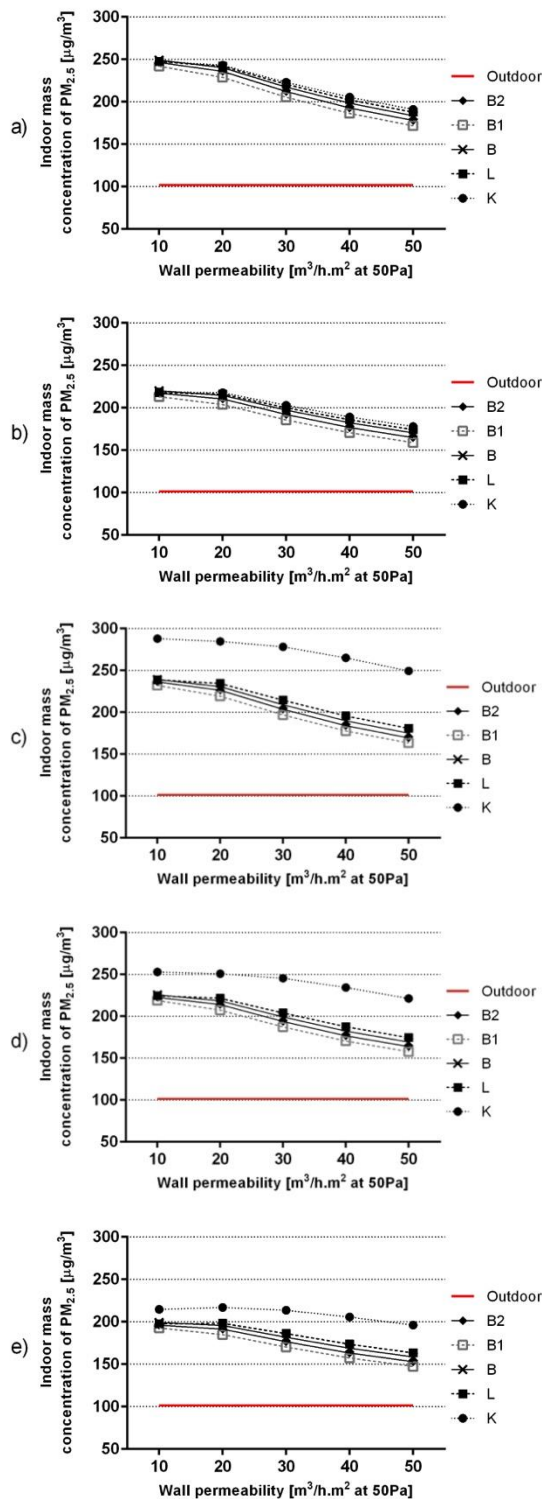 a)
Indoor mass
concentration of PM2.5 [µg/m³]
300
250
200
150
100
50
10 20 30 40 50
Wall permeability [m³/h.m² at 50Pa]
Outdoor
B2
B1
B
L
K
b)
Indoor mass
concentration of PM2.5 [µg/m³]
300
250
200
150
100
50
10 20 30 40 50
Wall permeability [m³/h.m² at 50Pa]
Outdoor
B2
B1
B
L
K
c)
Indoor mass
concentration of PM2.5 [µg/m³]
300
250
200
150
100
50
10 20 30 40 50
Wall permeability [m³/h.m² at 50Pa]
Outdoor
B2
B1
B
L
K
d)
Indoor mass
concentration of PM2.5 [µg/m³]
300
250
200
150
100
50
10 20 30 40 50
Wall permeability [m³/h.m² at 50Pa]
Outdoor
B2
B1
B
L
K
e)
Indoor mass
concentration of PM2.5 [µg/m³]
300
250
200
150
100
50
10 20 30 40 50
Wall permeability [m³/h.m² at 50Pa]
Outdoor
B2
B1
B
L
K